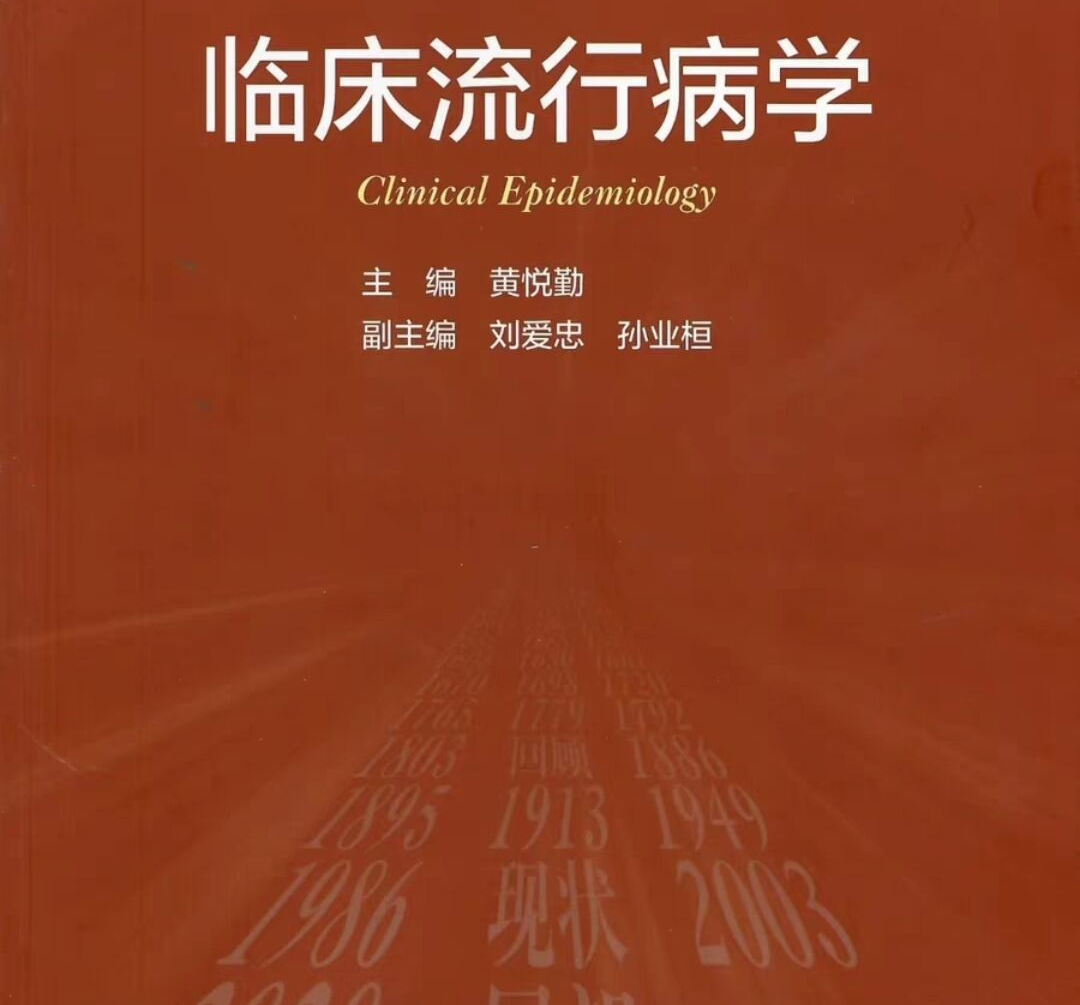 临床流行病学
Clinical Epidemiology
主 编 黄悦勤
副主编 刘爱忠 孙业桓
1765 1779 1792
1803 回顾 1886
1895 1913 1949
1986 现状 2003